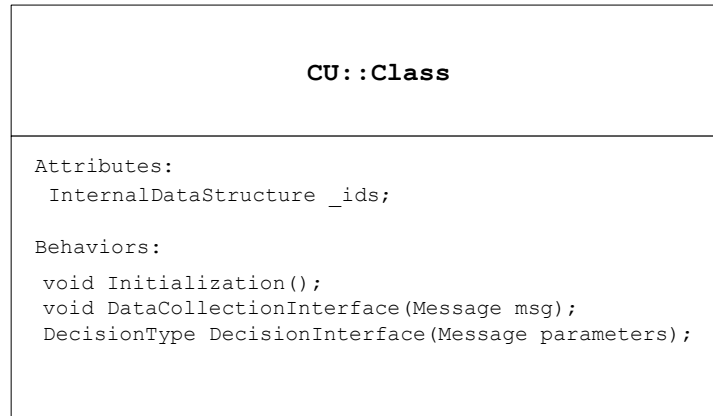 CU::Class
Attributes:
InternalDataStructure _ids;
Behaviors:
void Initialization();
void DataCollectionInterface(Message msg);
DecisionType DecisionInterface(Message parameters);